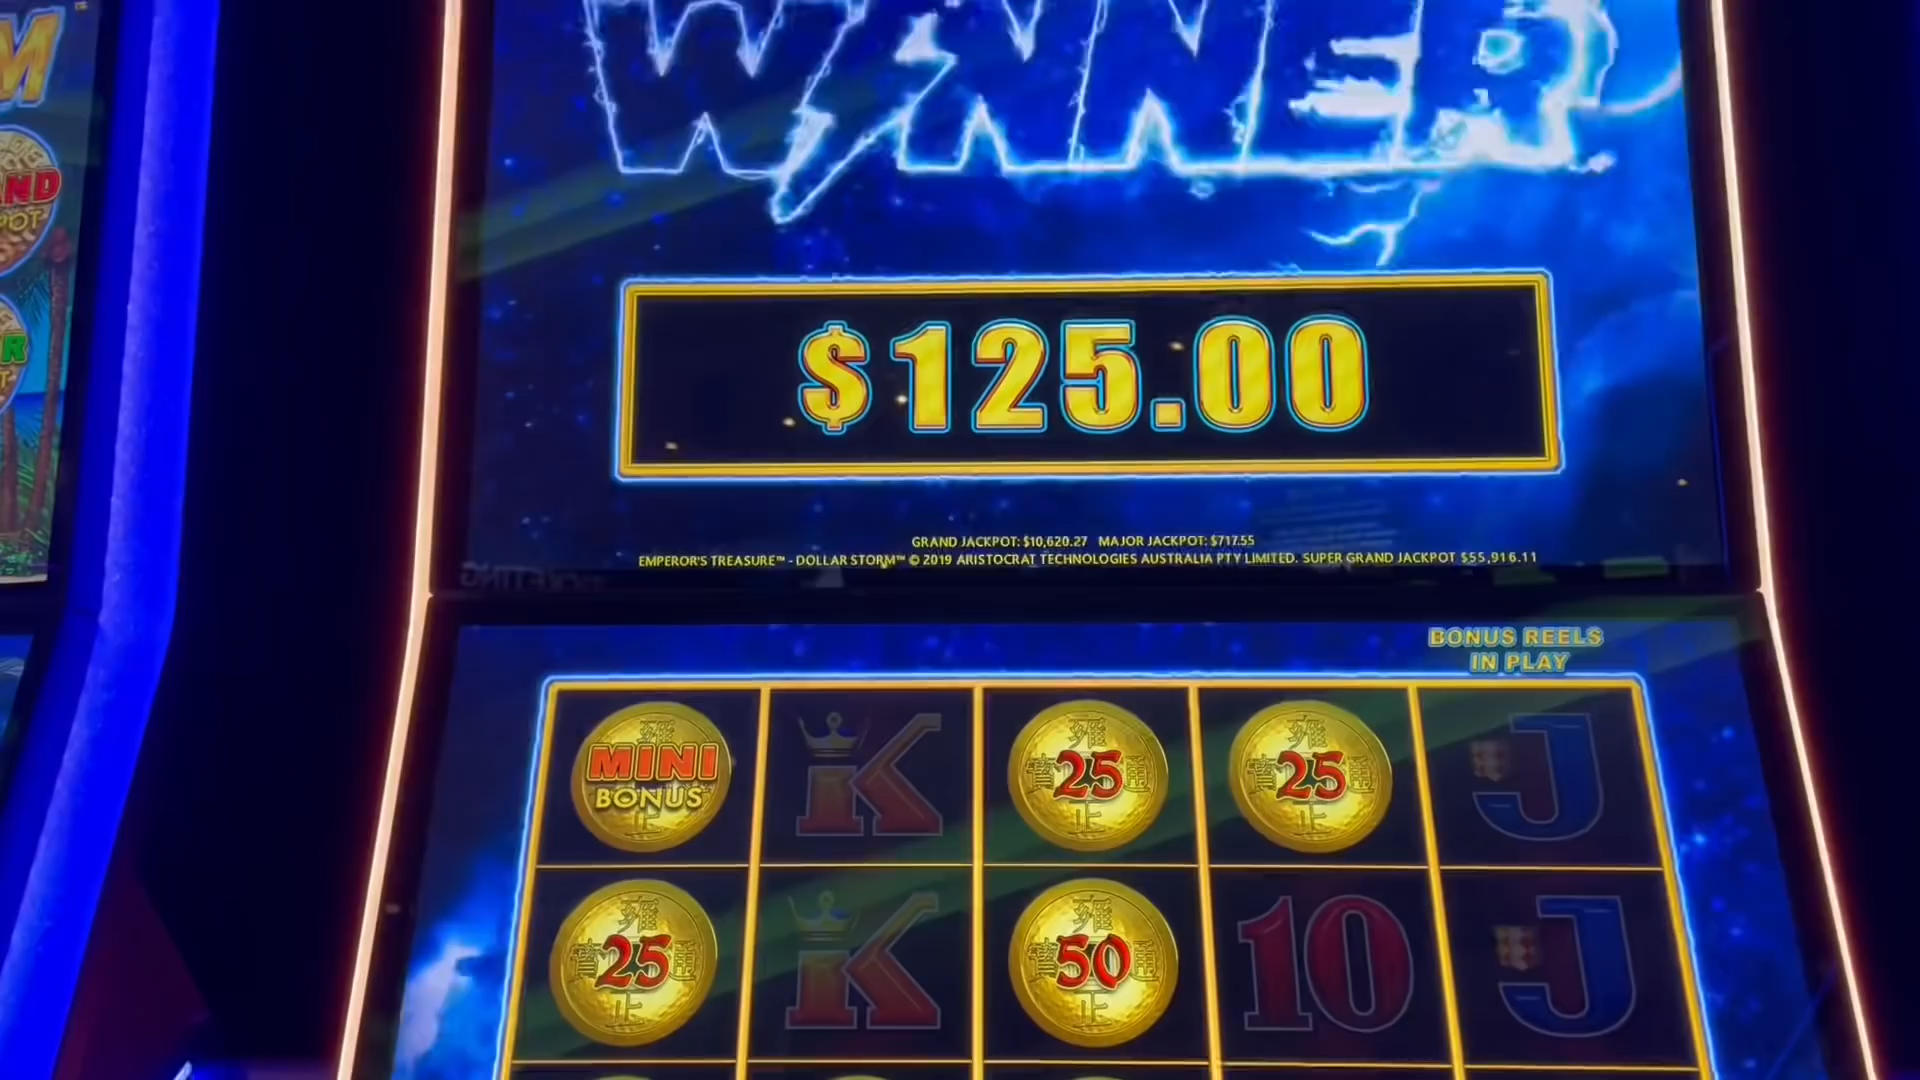 WINNER
M
AND
POT
R
$125.00
GRAND JACKPOT: $10,620.27 MAJOR JACKPOT: $717.55
EMPEROR'S TREASURE™ - DOLLAR STORM™ © 2019 ARISTOCRAT TECHNOLOGIES AUSTRALIA PTY LIMITED. SUPER GRAND JACKPOT $55,916.11
BONUS REELS
IN PLAY
MINI
BONUS
K
25
25
J
25
K
50
10
J